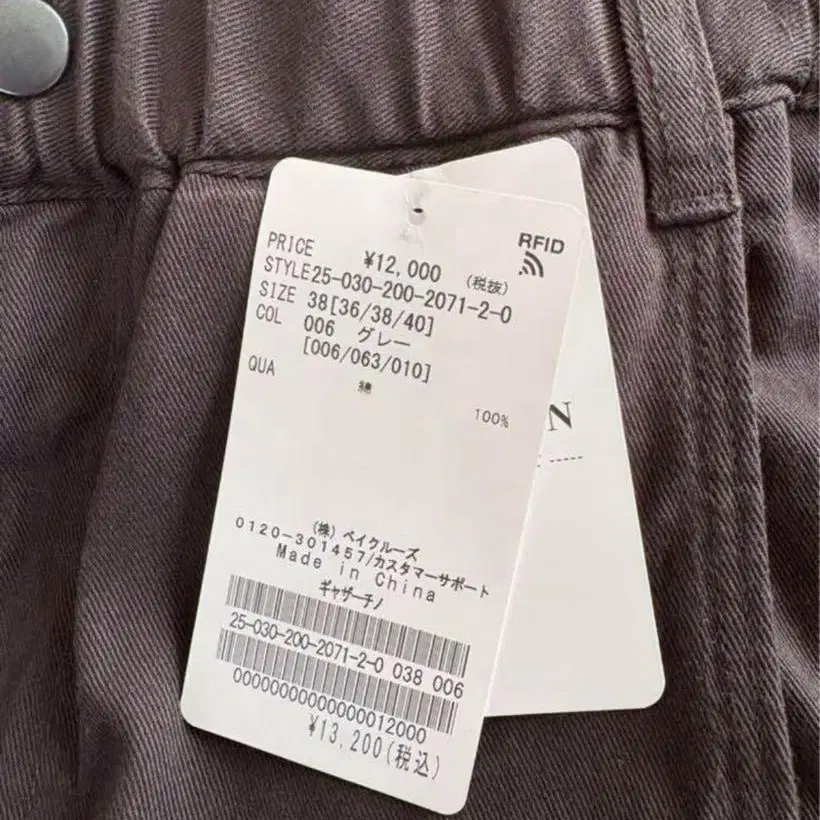 RFID
PRICE ¥12,000 (税抜)
STYLE 25-030-200-2071-2-0
SIZE 38[36/38/40]
COL 006 グレー
[006/063/010]
QUA 綿 100%
N
(株) ベイクルーズ
0120-301457/カスタマーサポート
Made in China
ギャザーチノ
25-030-200-2071-2-0 038 006
0000000000000012000
¥13,200(税込)